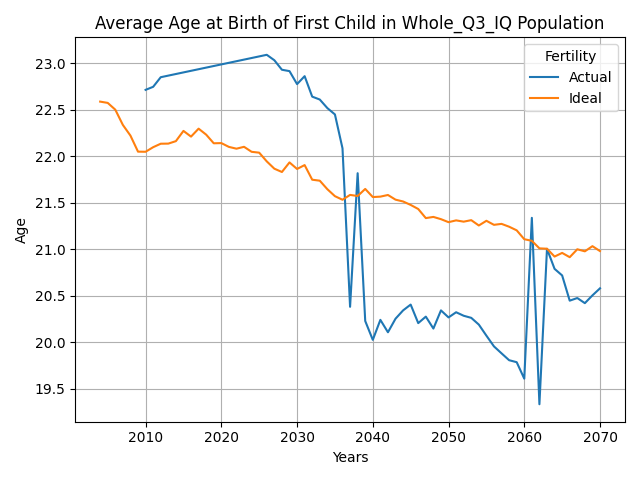 Average Age at Birth of First Child in Whole_Q3_IQ Population
Fertility
Actual
Ideal
Age
23.0
22.5
22.0
21.5
21.0
20.5
20.0
19.5
2010 2020 2030 2040 2050 2060 2070
Years